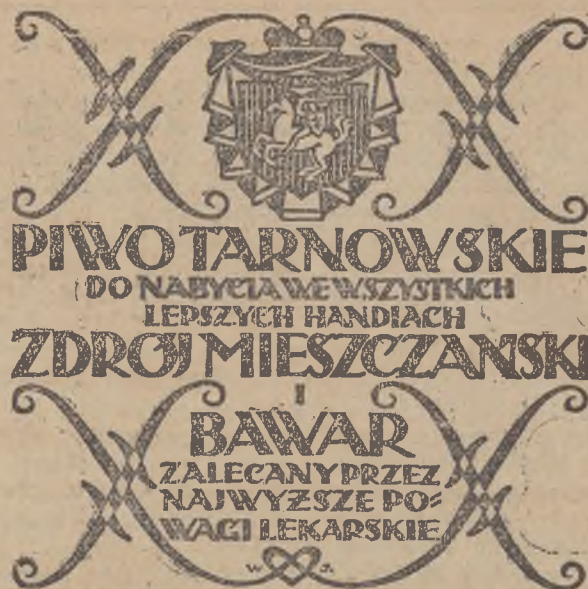 PIWO TARNOWSKIE
DO NABYCIA WE WSZYSTKICH
LEPSZYCH HANDLACH
ZDRÓJ MIESZCZAŃSKI
I
BAWAR
ZALECANY PRZEZ
NAJWYŻSZE PO=
WAGI LEKARSKIE
W J.